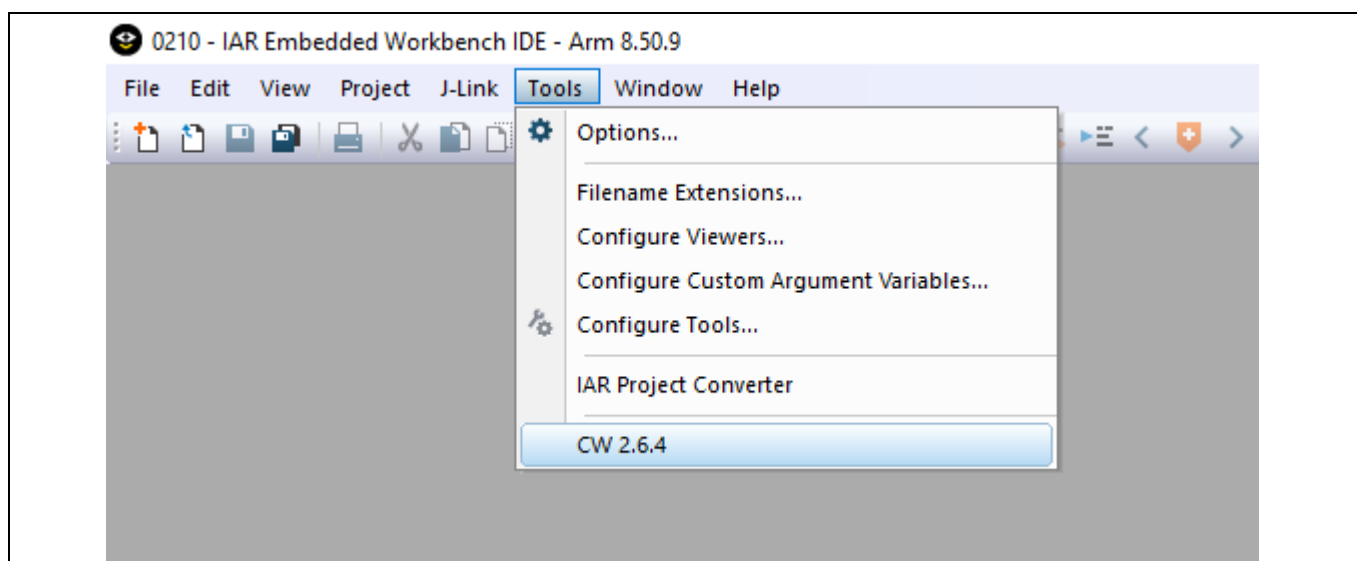 0210 - IAR Embedded Workbench IDE - Arm 8.50.9
File Edit View Project J-Link Tools Window Help
Options...
Filename Extensions...
Configure Viewers...
Configure Custom Argument Variables...
Configure Tools...
IAR Project Converter
CW 2.6.4